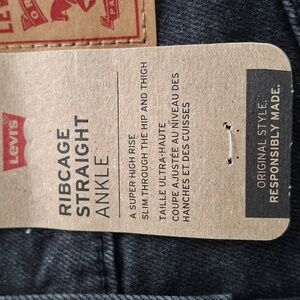 Levi's
RIBCAGE
STRAIGHT
ANKLE
A SUPER HIGH RISE
SLIM THROUGH THE HIP AND THIGH
TAILLE ULTRA-HAUTE
COUPE AJUSTÉE AU NIVEAU DES
HANCHES ET DES CUISSES
ORIGINAL STYLE.
RESPONSIBLY MADE.